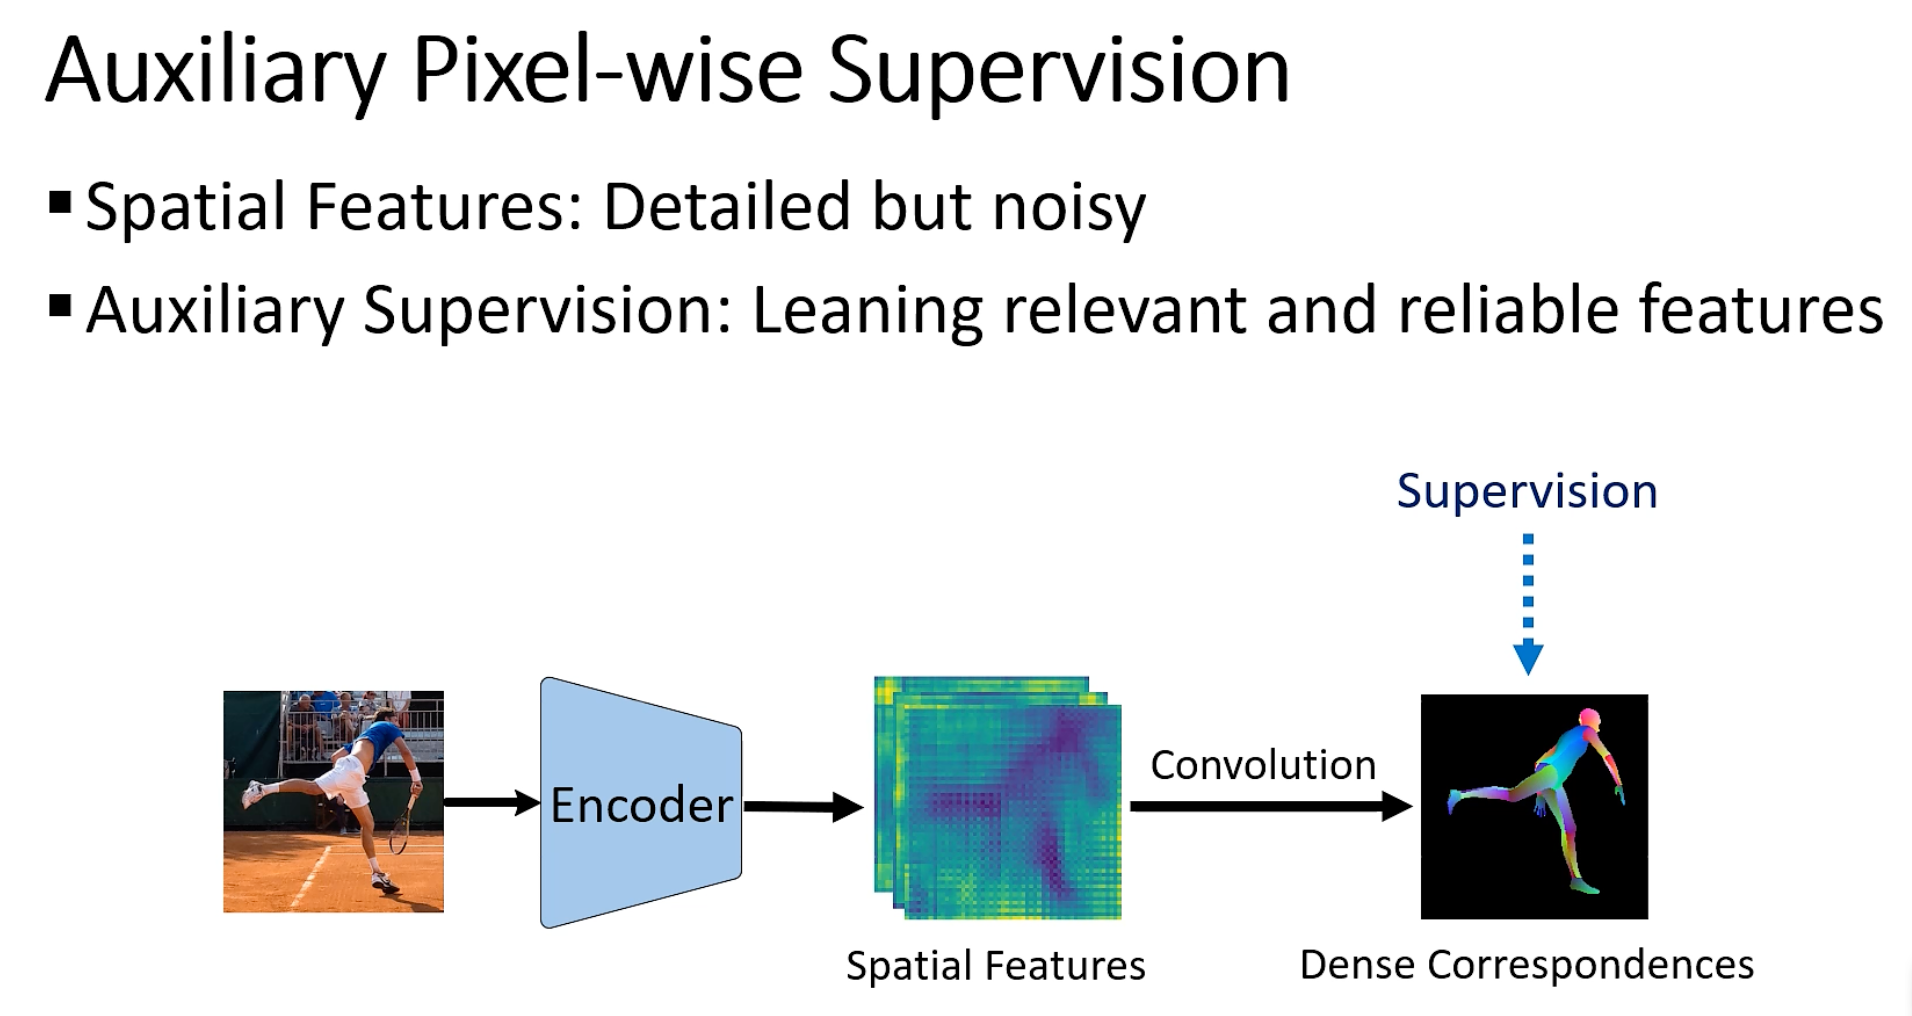 Auxiliary Pixel-wise Supervision
▪ Spatial Features: Detailed but noisy
▪ Auxiliary Supervision: Leaning relevant and reliable features
Supervision
Encoder
Convolution
Spatial Features
Dense Correspondences